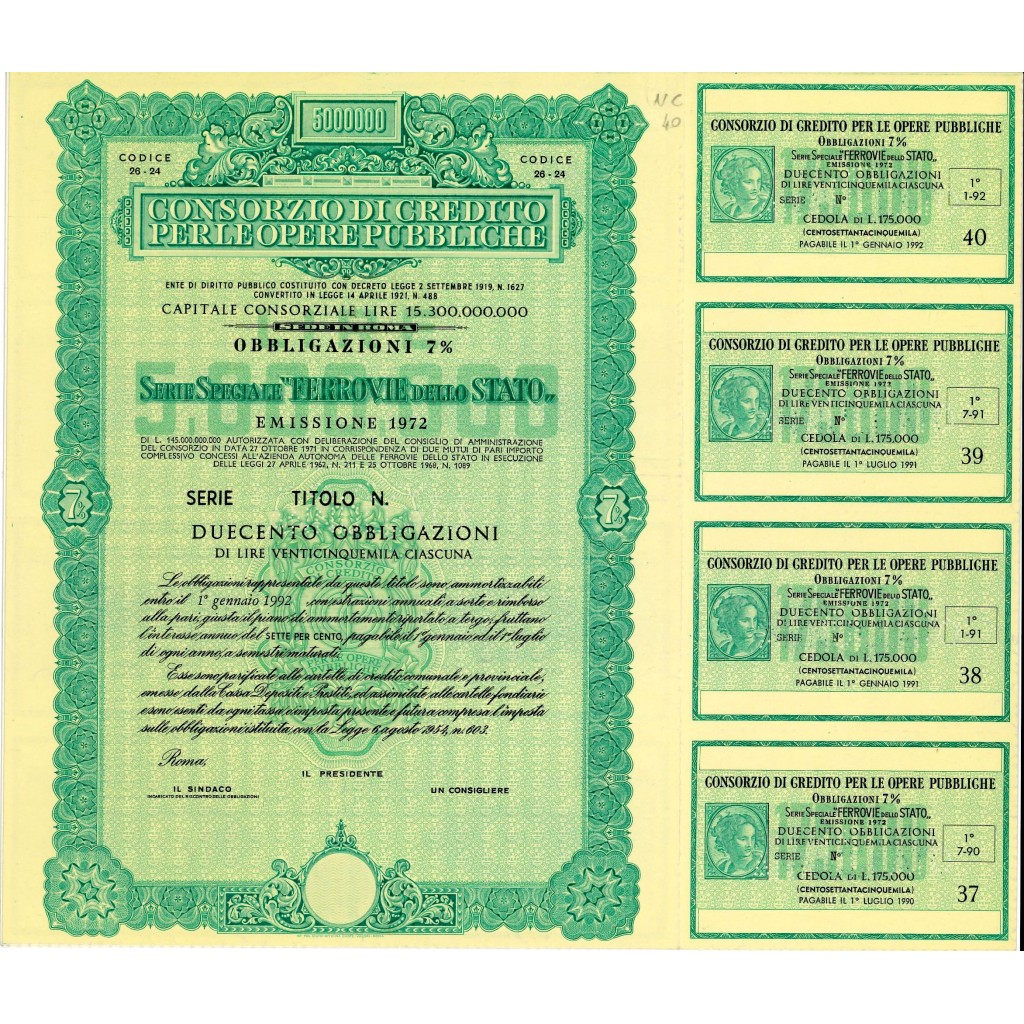 5000000
CODICE
26 - 24
CODICE
26 - 24
CONSORZIO DI CREDITO
PER LE OPERE PUBBLICHE
ENTE DI DIRITTO PUBBLICO COSTITUITO CON DECRETO LEGGE 2 SETTEMBRE 1919, N. 1627
CONVERTITO IN LEGGE 14 APRILE 1921, N. 488
CAPITALE CONSORZIALE LIRE 15.300.000.000
SEDE IN ROMA
OBBLIGAZIONI 7%
5.000.000
SERIE SPECIALE "FERROVIE DELLO STATO„
EMISSIONE 1972
DI L. 145.000.000.000 AUTORIZZATA CON DELIBERAZIONE DEL CONSIGLIO DI AMMINISTRAZIONE
DEL CONSORZIO IN DATA 27 OTTOBRE 1971 IN CORRISPONDENZA DI DUE MUTUI DI PARI IMPORTO
COMPLESSIVO CONCESSI ALL'AZIENDA AUTONOMA DELLE FERROVIE DELLO STATO IN ESECUZIONE
DELLE LEGGI 27 APRILE 1962, N. 211 E 25 OTTOBRE 1968, N. 1089
7%
7%
SERIE TITOLO N.
DUECENTO OBBLIGAZIONI
DI LIRE VENTICINQUEMILA CIASCUNA
CONSORZIO
DI CREDITO
Le obbligazioni rappresentate da questo titolo sono ammortizzabili
entro il 1° gennaio 1992 con estrazioni annuali a sorte e rimborso
alla pari, giusta il piano di ammortamento riportato a tergo, fruttano
l'interesse annuo del SETTE PER CENTO, pagabile il 1° gennaio ed il 1° luglio
di ogni anno, a semestri maturati.
OPERE
Esse sono parificate alle cartelle di credito comunale e provinciale,
emesse dalla Cassa Depositi e Prestiti, ed assimilate alle cartelle fondiarie
e sono esenti da ogni tassa e imposta, presente e futura compresa l'imposta
sulle obbligazioni istituita con la Legge 6 agosto 1954, n. 603.
Roma,
IL PRESIDENTE
IL SINDACO
INCARICATO DEL RISCONTRO DELLE OBBLIGAZIONI
UN CONSIGLIERE
NC
40
CONSORZIO DI CREDITO PER LE OPERE PUBBLICHE
OBBLIGAZIONI 7%
SERIE SPECIALE "FERROVIE DELLO STATO„
EMISSIONE 1972
DUECENTO OBBLIGAZIONI
DI LIRE VENTICINQUEMILA CIASCUNA
SERIE N°
1°
1-92
CEDOLA DI L. 175.000
(CENTOSETTANTACINQUEMILA)
PAGABILE IL 1° GENNAIO 1992
40
CONSORZIO DI CREDITO PER LE OPERE PUBBLICHE
OBBLIGAZIONI 7%
SERIE SPECIALE "FERROVIE DELLO STATO„
EMISSIONE 1972
DUECENTO OBBLIGAZIONI
DI LIRE VENTICINQUEMILA CIASCUNA
SERIE N°
1°
7-91
CEDOLA DI L. 175.000
(CENTOSETTANTACINQUEMILA)
PAGABILE IL 1° LUGLIO 1991
39
CONSORZIO DI CREDITO PER LE OPERE PUBBLICHE
OBBLIGAZIONI 7%
SERIE SPECIALE "FERROVIE DELLO STATO„
EMISSIONE 1972
DUECENTO OBBLIGAZIONI
DI LIRE VENTICINQUEMILA CIASCUNA
SERIE N°
1°
1-91
CEDOLA DI L. 175.000
(CENTOSETTANTACINQUEMILA)
PAGABILE IL 1° GENNAIO 1991
38
CONSORZIO DI CREDITO PER LE OPERE PUBBLICHE
OBBLIGAZIONI 7%
SERIE SPECIALE "FERROVIE DELLO STATO„
EMISSIONE 1972
DUECENTO OBBLIGAZIONI
DI LIRE VENTICINQUEMILA CIASCUNA
SERIE N°
1°
7-90
CEDOLA DI L. 175.000
(CENTOSETTANTACINQUEMILA)
PAGABILE IL 1° LUGLIO 1990
37